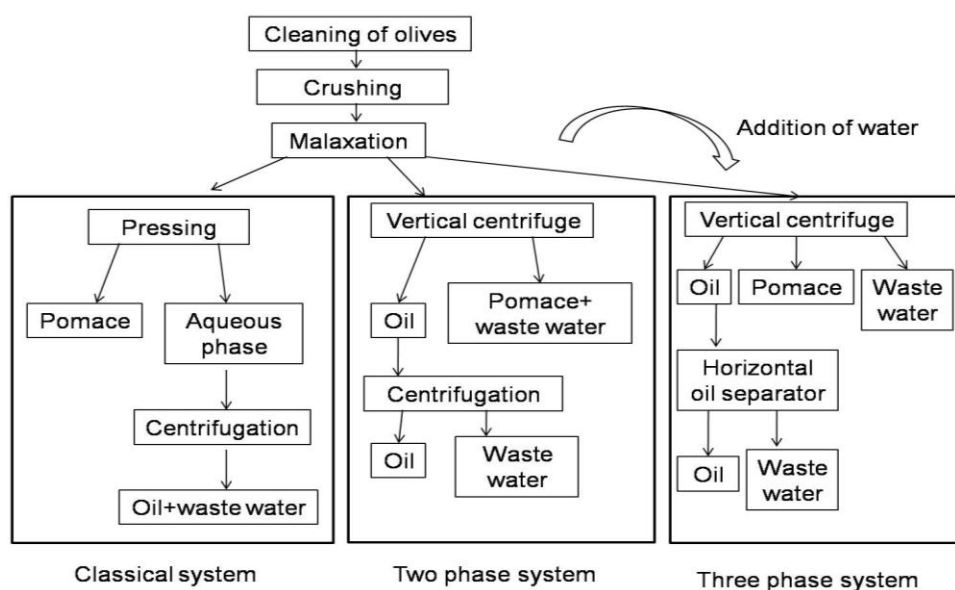 Cleaning of olives
Crushing
Malaxation
Addition of water
Pressing
Pomace
Aqueous
phase
Centrifugation
Oil+waste water
Classical system
Vertical centrifuge
Oil
Pomace+
waste water
Centrifugation
Oil
Waste
water
Two phase system
Vertical centrifuge
Oil
Pomace
Waste
water
Horizontal
oil separator
Oil
Waste
water
Three phase system